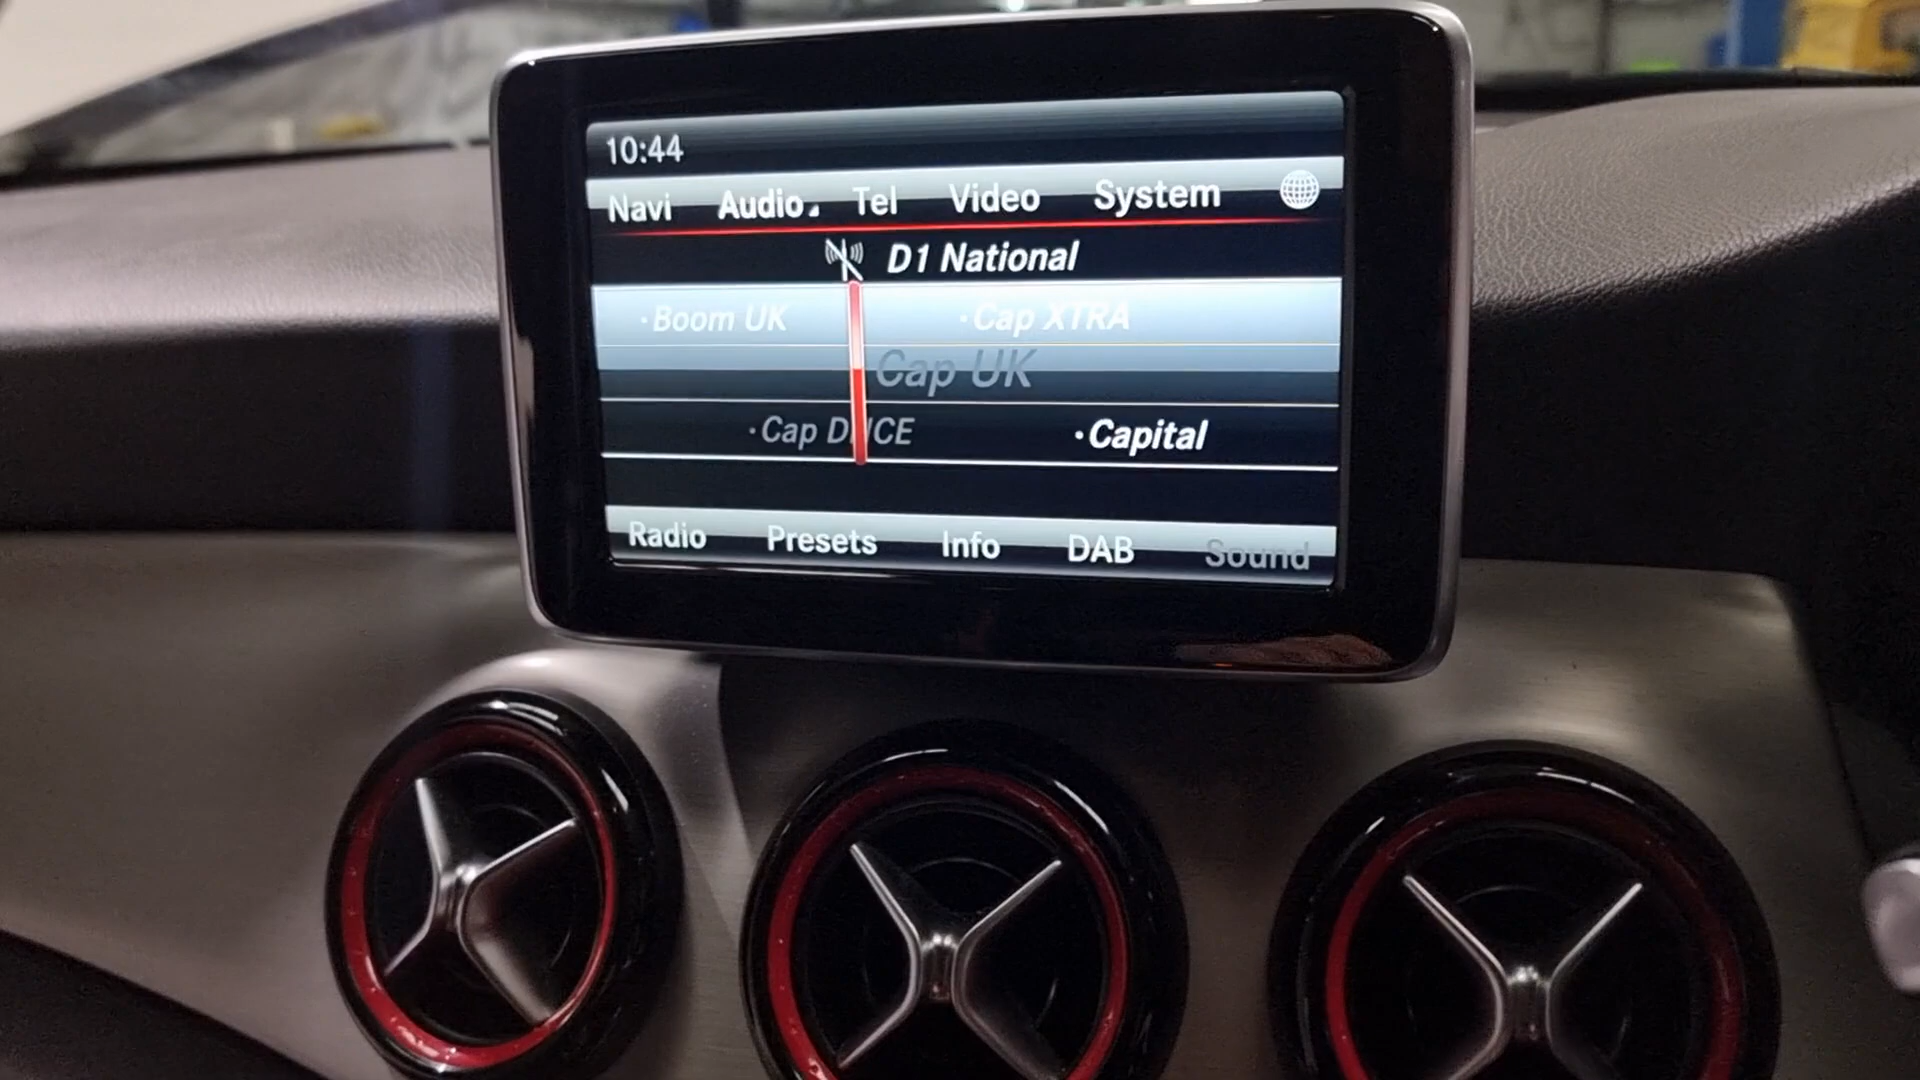 10:44
Navi Audio Tel Video System
D1 National
·Boom UK ·Cap XTRA
Cap UK
·Cap DNCE ·Capital
Radio Presets Info DAB Sound